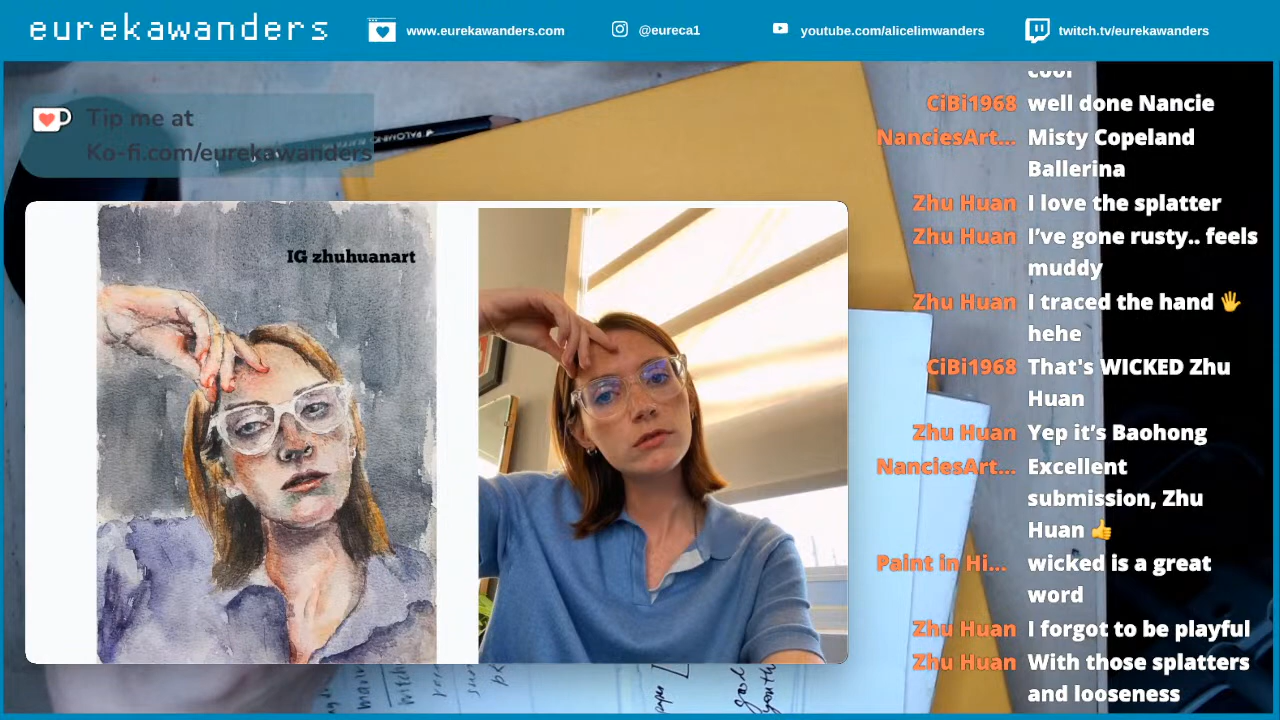 eurekawanders
www.eurekawanders.com
@eureca1
youtube.com/alicelimwanders
twitch.tv/eurekawanders
Tip me at
Ko-fi.com/eurekawanders
PALOMINO
IG zhuhuanart
cool
CiBi1968 well done Nancie
NanciesArt... Misty Copeland
Ballerina
Zhu Huan I love the splatter
Zhu Huan I’ve gone rusty.. feels
muddy
Zhu Huan I traced the hand 🖐
hehe
CiBi1968 That's WICKED Zhu
Huan
Zhu Huan Yep it’s Baohong
NanciesArt... Excellent
submission, Zhu
Huan 👍
Paint in Hi... wicked is a great
word
Zhu Huan I forgot to be playful
Zhu Huan With those splatters
and looseness